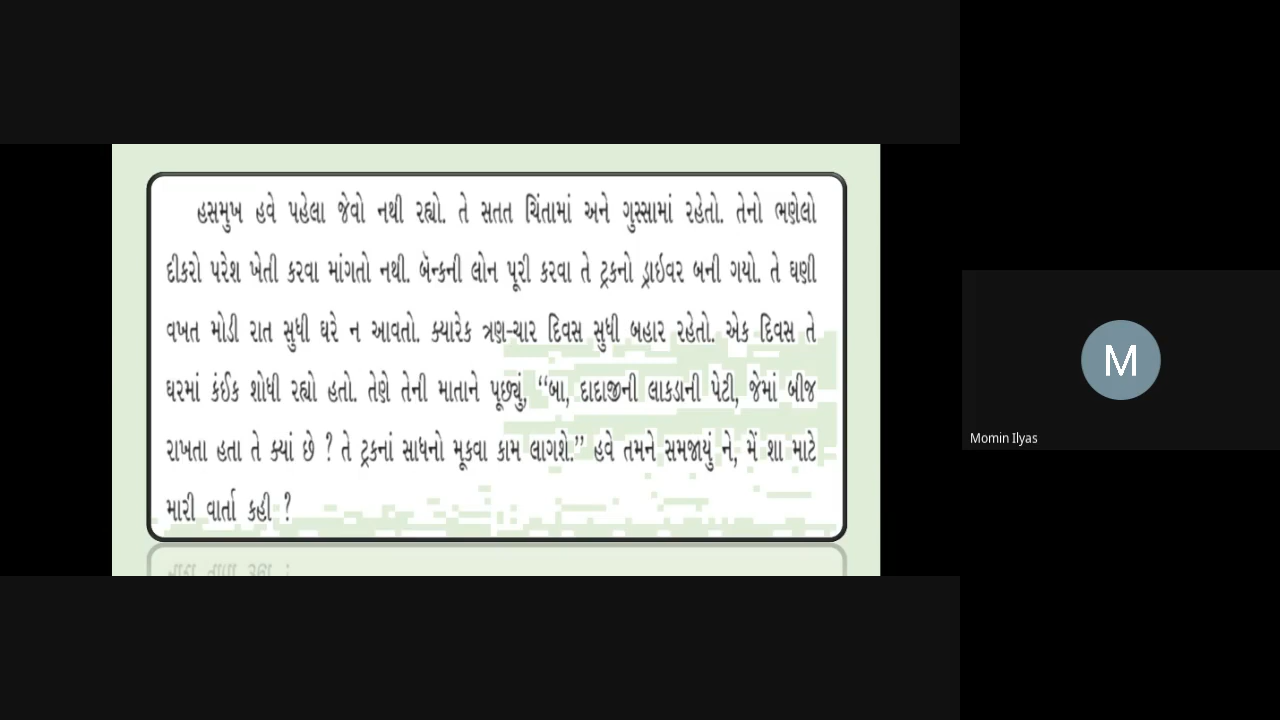 હસમુખ હવે પહેલા જેવો નથી રહ્યો. તે સતત ચિંતામાં અને ગુસ્સામાં રહેતો. તેનો ભણેલો
દીકરો પરેશ ખેતી કરવા માંગતો નથી. બૅન્કની લોન પૂરી કરવા તે ટ્રકનો ડ્રાઇવર બની ગયો. તે ઘણી
વખત મોડી રાત સુધી ઘરે ન આવતો. ક્યારેક ત્રણ-ચાર દિવસ સુધી બહાર રહેતો. એક દિવસ તે
ઘરમાં કંઈક શોધી રહ્યો હતો. તેણે તેની માતાને પૂછ્યું, “બા, દાદાજીની લાકડાની પેટી, જેમાં બીજ
રાખતા હતા તે ક્યાં છે ? તે ટ્રકનાં સાધનો મૂકવા કામ લાગશે.” હવે તમને સમજાયું ને, મેં શા માટે
મારી વાર્તા કહી ?
M
Momin Ilyas